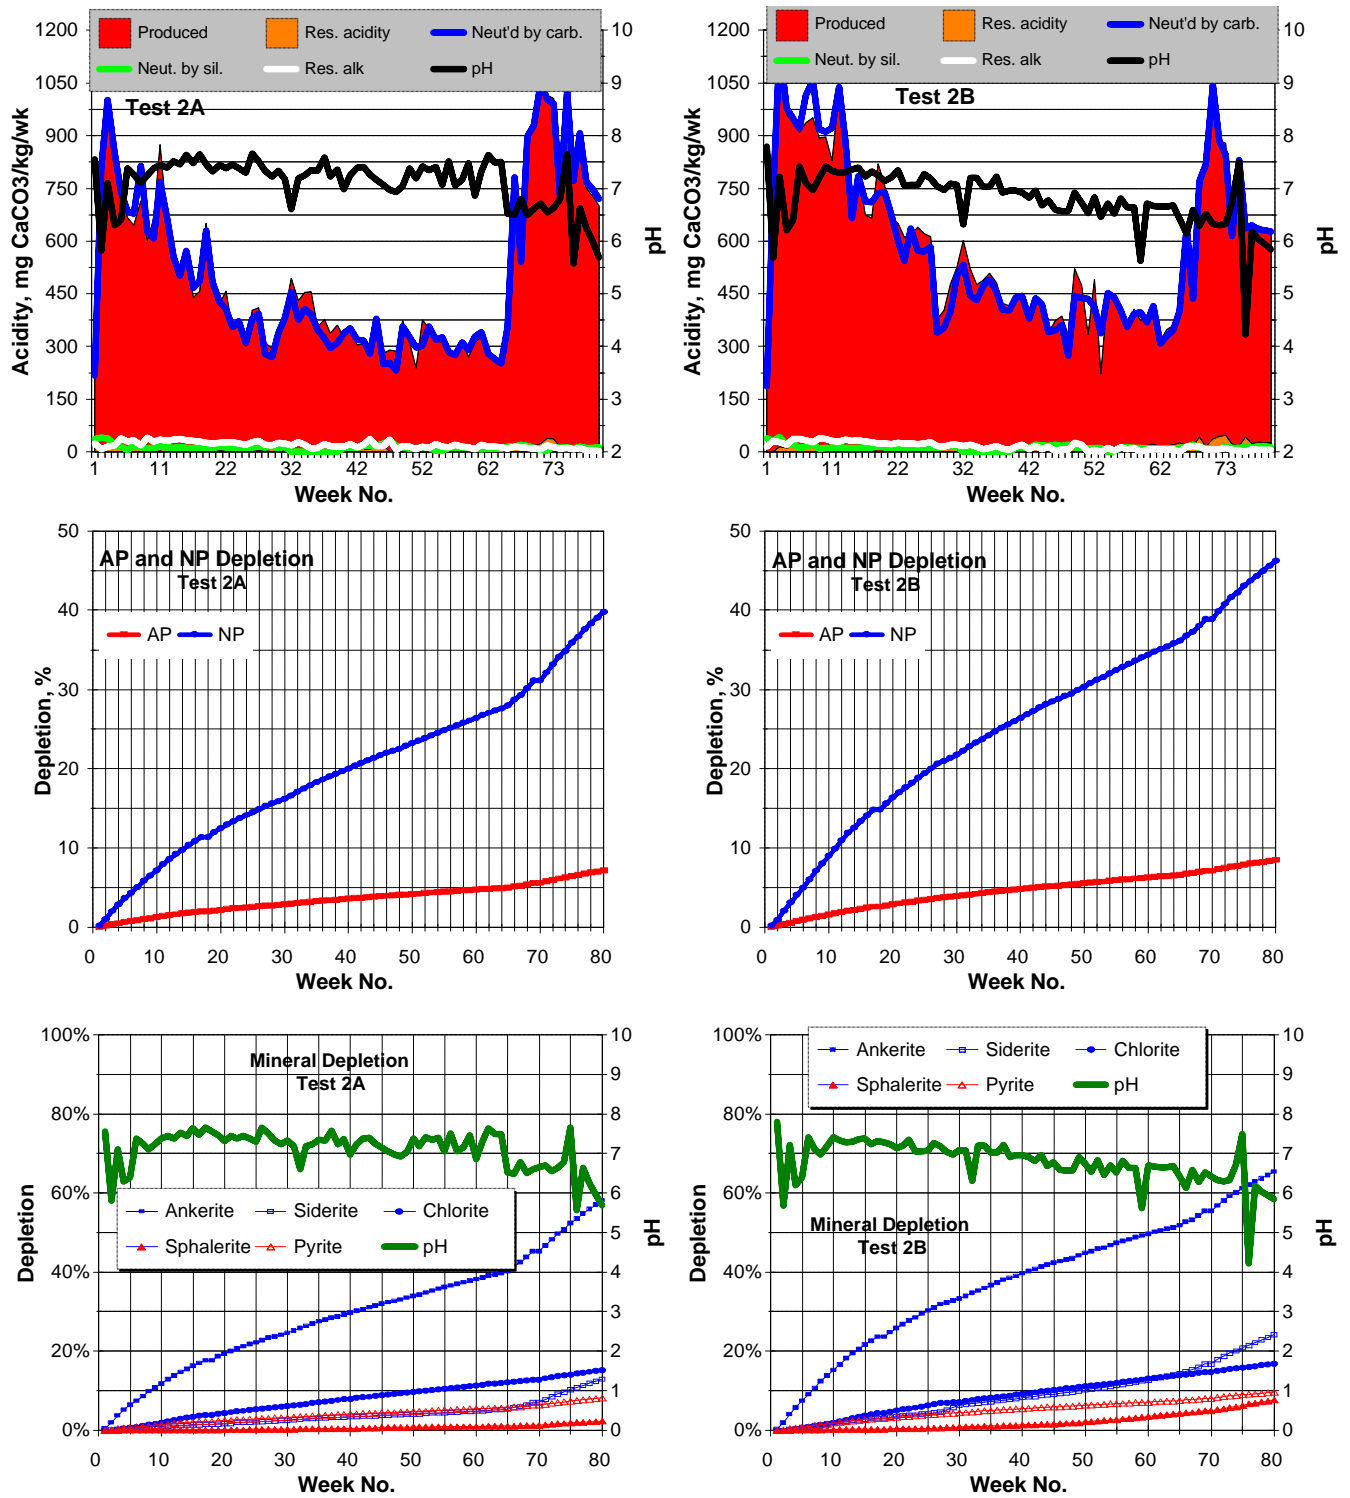 Produced Res. acidity Neut'd by carb.
Neut. by sil. Res. alk pH
Test 2A
1200
1050
900
750
600
450
300
150
0
10
9
8
7
6
5
4
3
2
1 11 22 32 42 52 62 73
Acidity, mg CaCO3/kg/wk
pH
Week No.
Produced Res. acidity Neut'd by carb.
Neut. by sil. Res. alk pH
Test 2B
1200
1050
900
750
600
450
300
150
0
10
9
8
7
6
5
4
3
2
1 11 22 32 42 52 62 73
Acidity, mg CaCO3/kg/wk
pH
Week No.
AP and NP Depletion
Test 2A
AP NP
50
40
30
20
10
0
0 10 20 30 40 50 60 70 80
Depletion, %
Week No.
AP and NP Depletion
Test 2B
AP NP
50
40
30
20
10
0
0 10 20 30 40 50 60 70 80
Depletion, %
Week No.
Mineral Depletion
Test 2A
Ankerite Siderite Chlorite
Sphalerite Pyrite pH
100%
80%
60%
40%
20%
0%
10
9
8
7
6
5
4
3
2
1
0
0 10 20 30 40 50 60 70 80
Depletion
pH
Week No.
Ankerite Siderite Chlorite
Sphalerite Pyrite pH
Mineral Depletion
Test 2B
100%
80%
60%
40%
20%
0%
10
9
8
7
6
5
4
3
2
1
0
0 10 20 30 40 50 60 70 80
Depletion
pH
Week No.